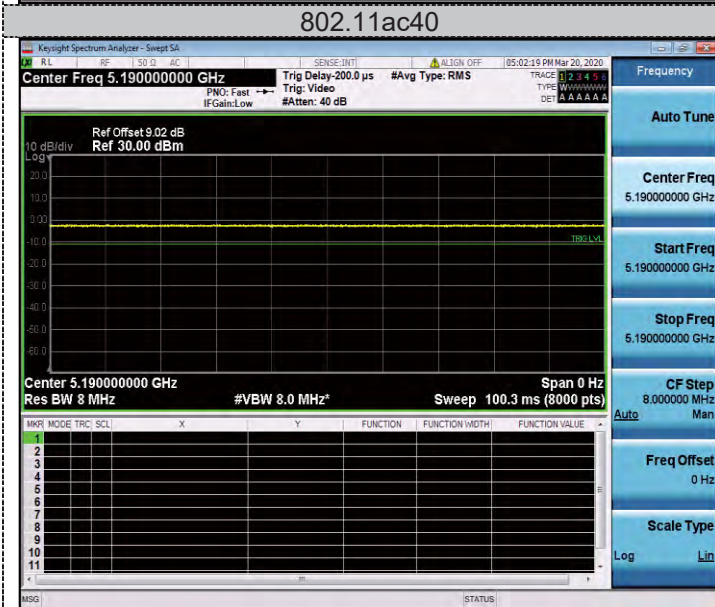 802.11ac40
Keysight Spectrum Analyzer - Swept SA
RL RF 50 Ω AC SENSE:INT ALIGN OFF 05:02:19 PM Mar 20, 2020
Center Freq 5.190000000 GHz
PNO: Fast
IFGain:Low
Trig Delay-200.0 µs
Trig: Video
#Atten: 40 dB
#Avg Type: RMS
TRACE 1 2 3 4 5 6
TYPE WWWWWW
DET A A A A A A
Ref Offset 9.02 dB
10 dB/div Ref 30.00 dBm
Log
20.0
10.0
0.00
-10.0
TRIG LVL
-20.0
-30.0
-40.0
-50.0
-60.0
Center 5.190000000 GHz Span 0 Hz
Res BW 8 MHz #VBW 8.0 MHz* Sweep 100.3 ms (8000 pts)
MKR MODE TRC SCL X Y FUNCTION FUNCTION WIDTH FUNCTION VALUE
1
2
3
4
5
6
7
8
9
10
11
MSG STATUS
Frequency
Auto Tune
Center Freq
5.190000000 GHz
Start Freq
5.190000000 GHz
Stop Freq
5.190000000 GHz
CF Step
8.000000 MHz
Auto Man
Freq Offset
0 Hz
Scale Type
Log Lin